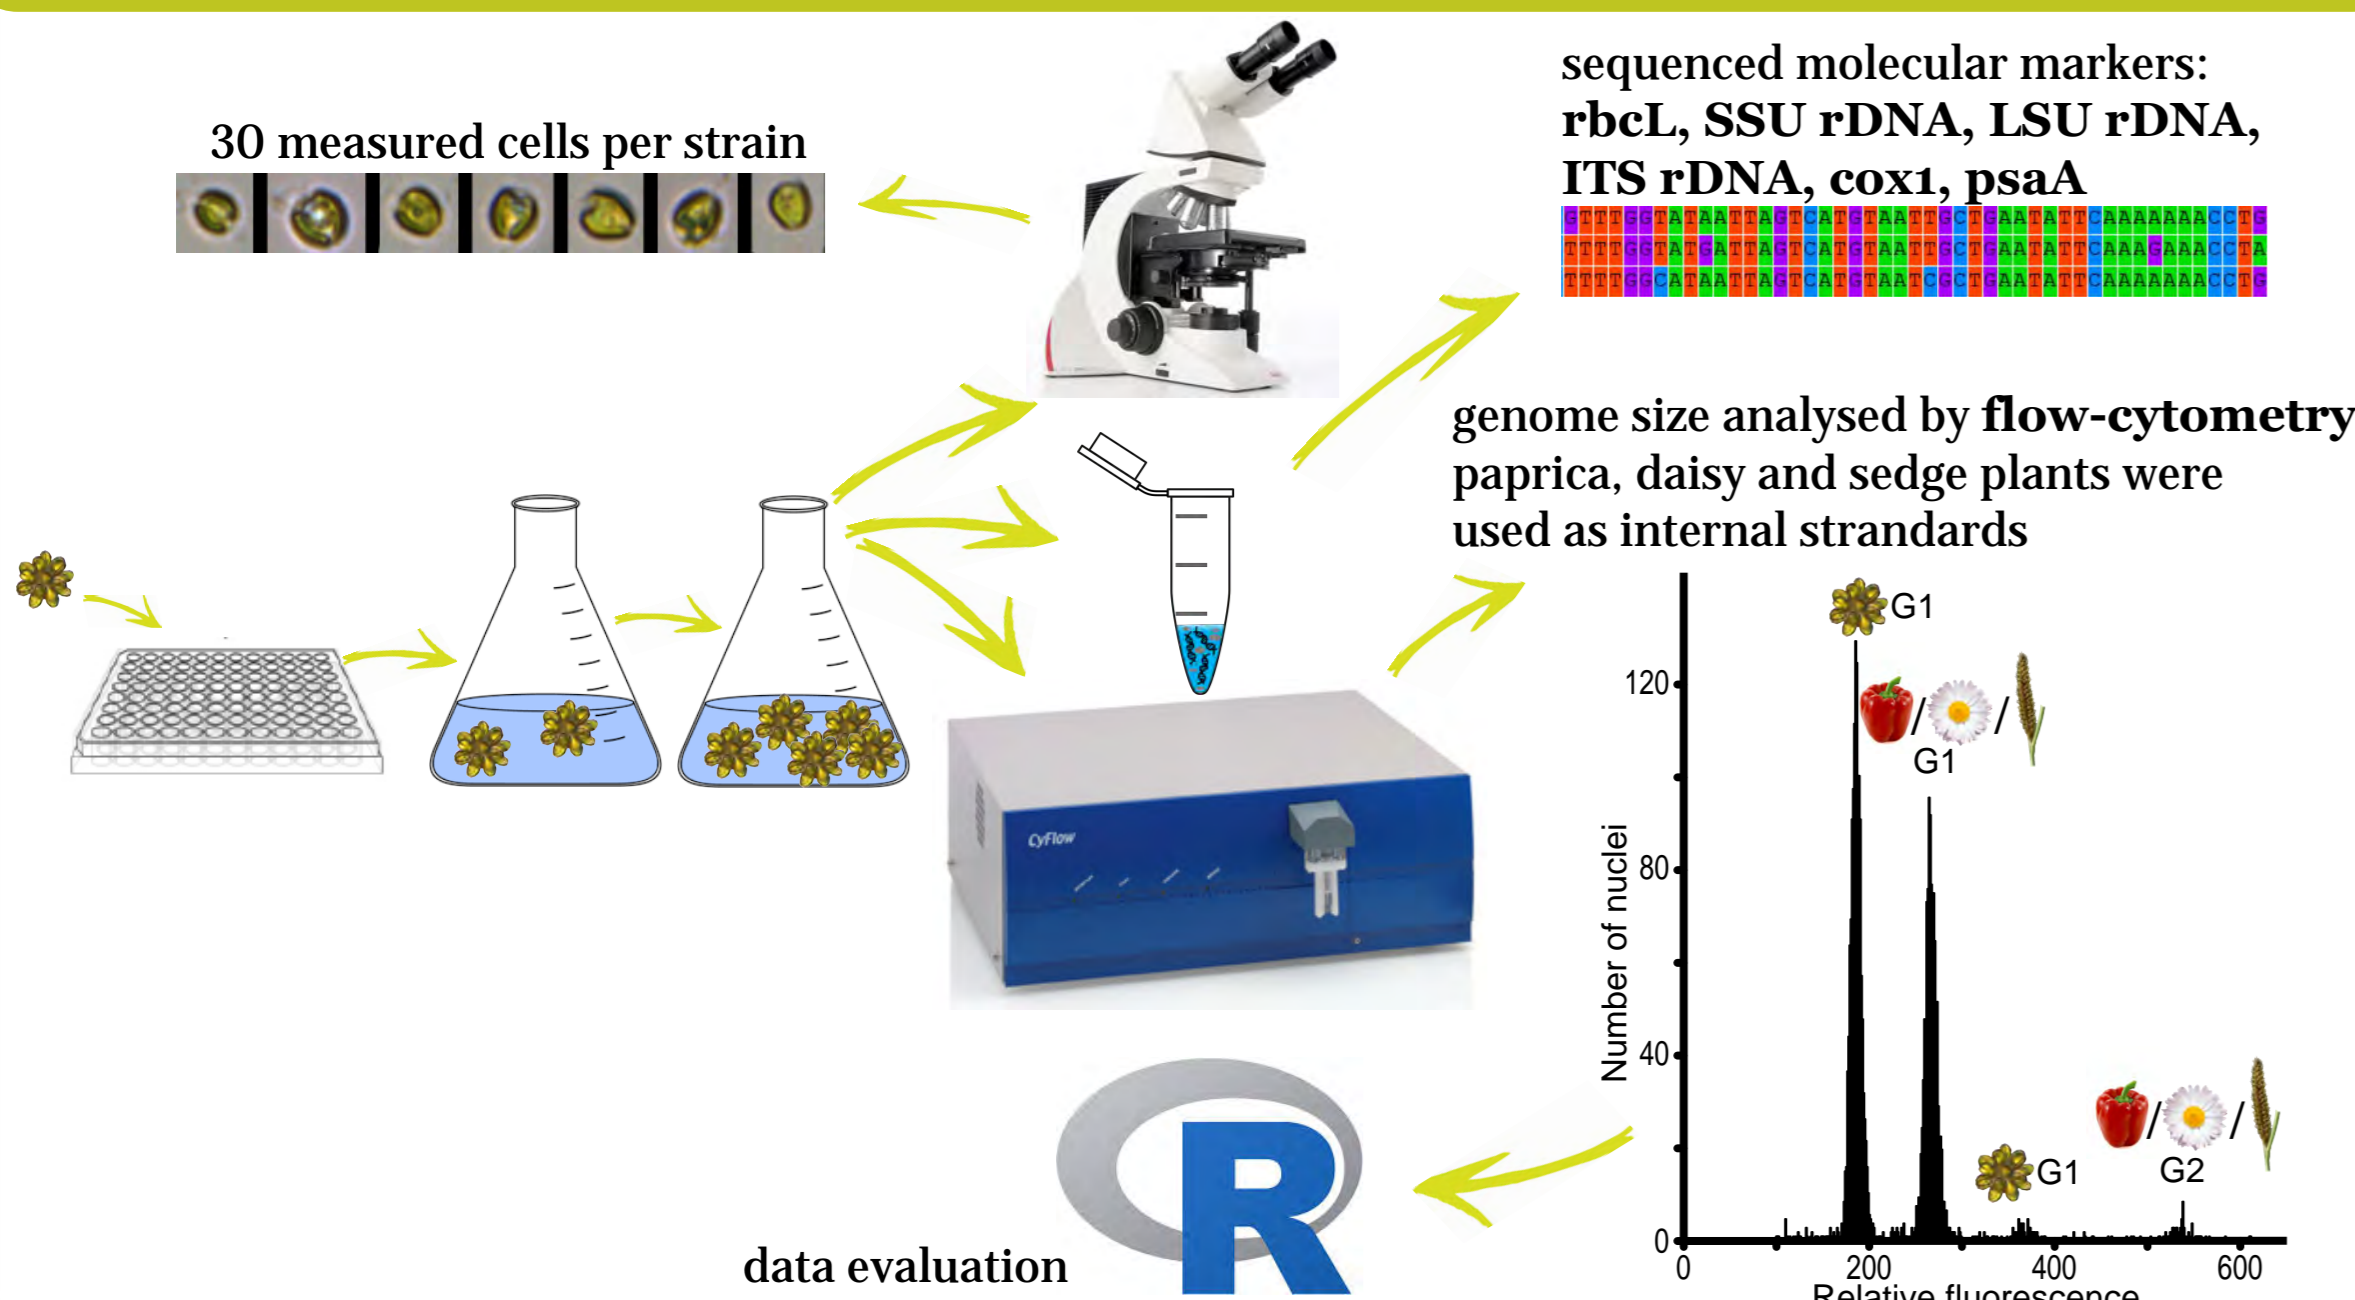 30 measured cells per strain
sequenced molecular markers:
rbcL, SSU rDNA, LSU rDNA,
ITS rDNA, cox1, psaA
GTTTGGTATAATTAGTCATGTAATTGCTGAATATTCAAAAAAACCTG
TTTTGGTATGATTAGTCATGTAATTGCTGAATATTCAAAGAAACCTA
TTTTGGCATAATTAGTCATGTAATCGCTGAATATTCAAAAAAACCTG
genome size analysed by flow-cytometry
paprica, daisy and sedge plants were
used as internal strandards
CyFlow
G1
/ /
G1
120
80
40
0
Number of nuclei
/ /
G1
G2
0 200 400 600
Relative fluorescence
R
data evaluation